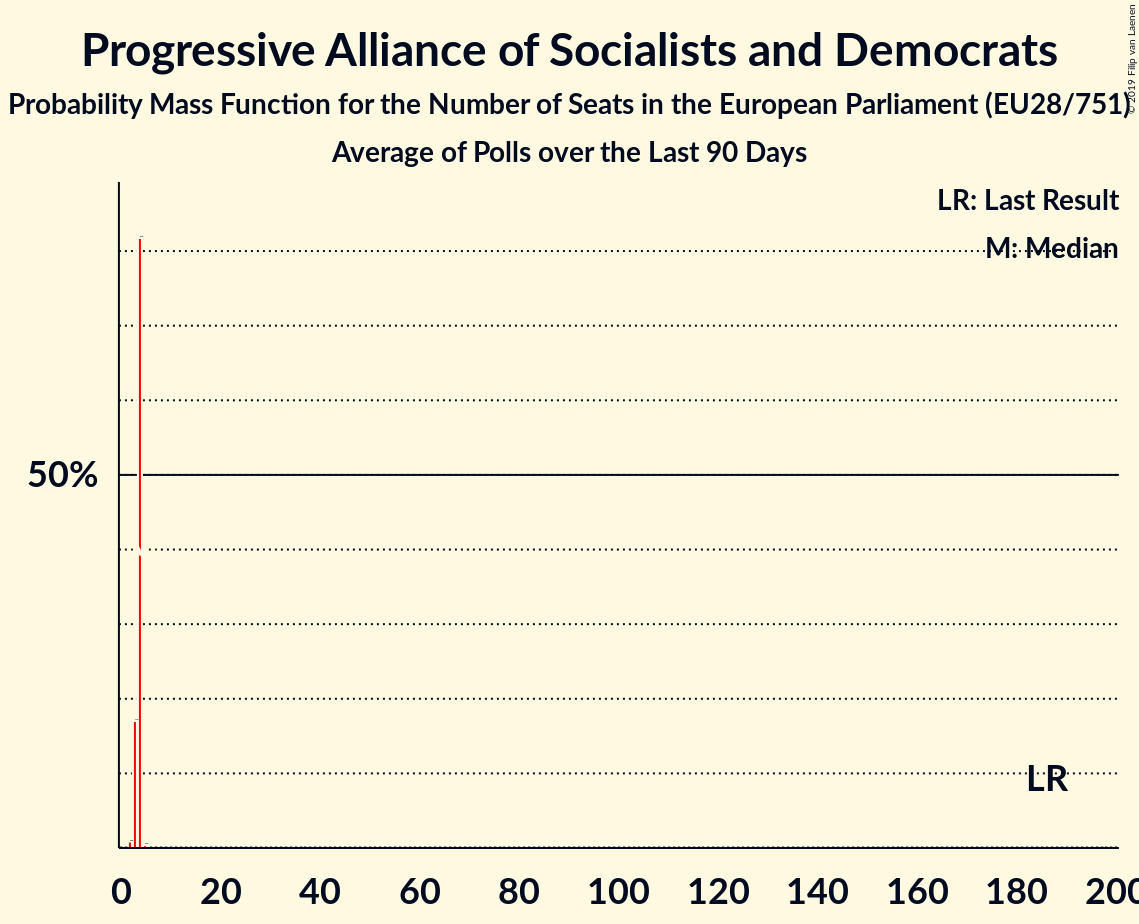 Progressive Alliance of Socialists and Democrats
Probability Mass Function for the Number of Seats in the European Parliament (EU28/751)
Average of Polls over the Last 90 Days
© 2019 Filip van Laenen
LR: Last Result
M: Median
50%
LR
0 20 40 60 80 100 120 140 160 180 200